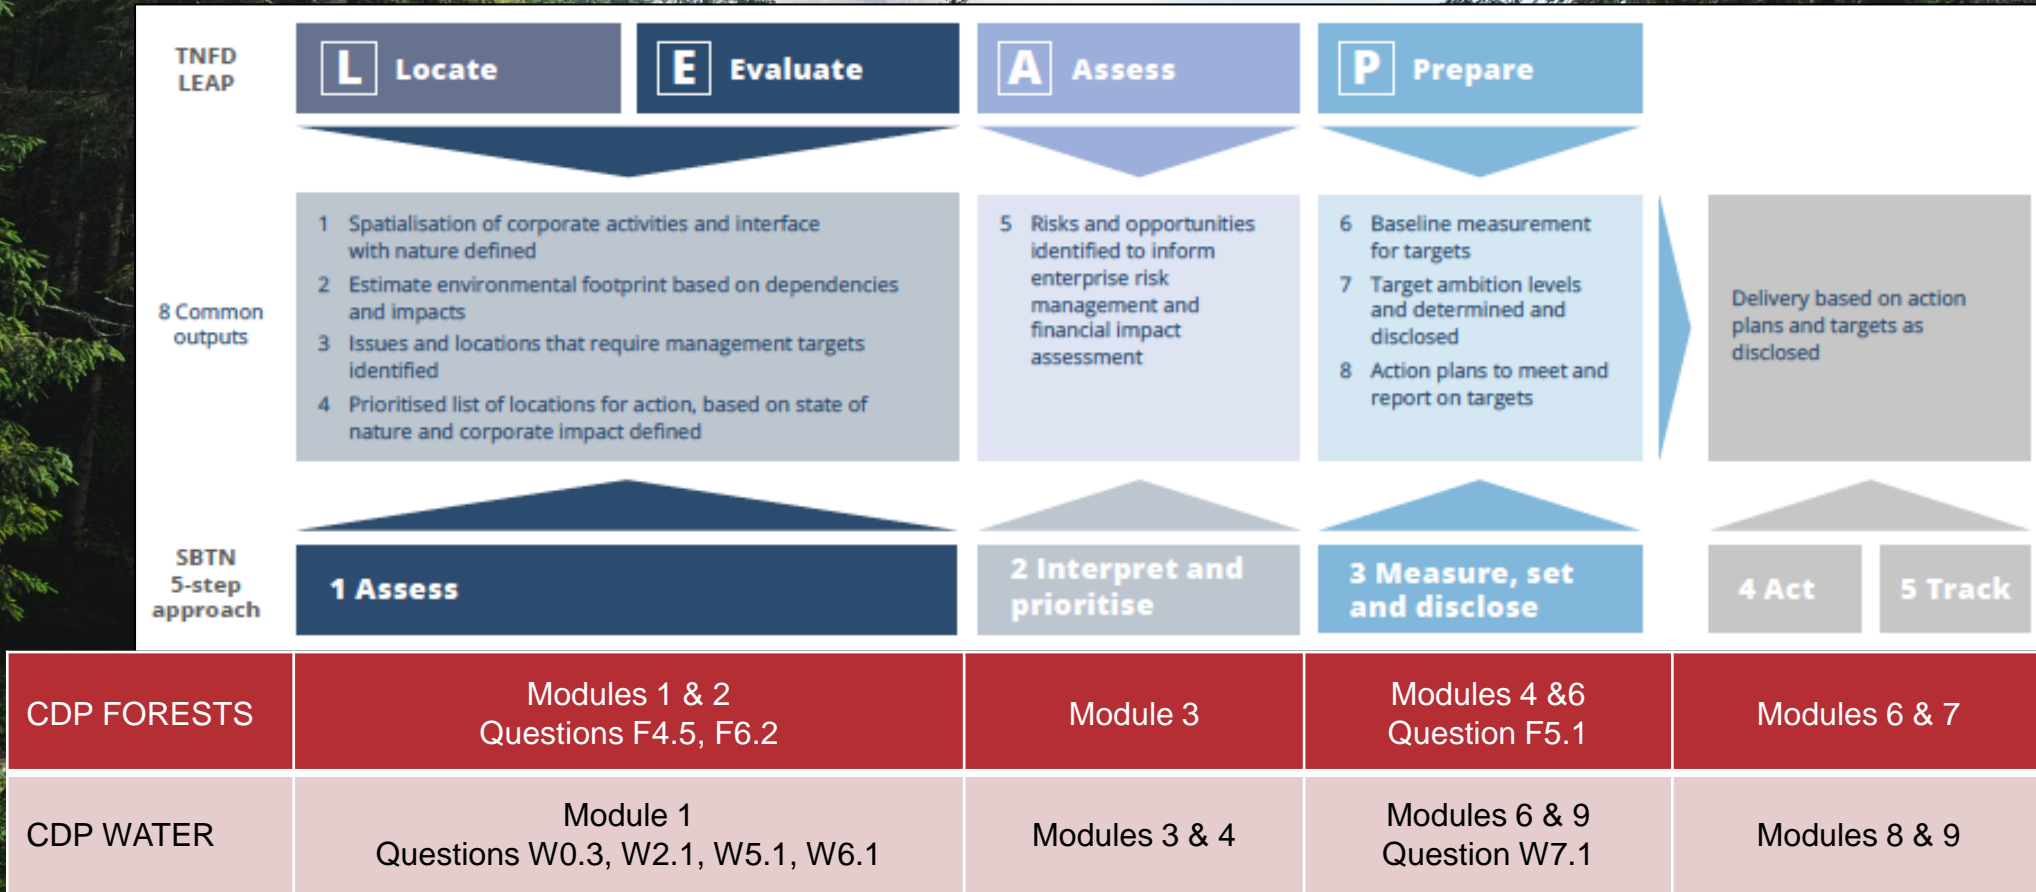 TNFD
LEAP
L Locate
E Evaluate
A Assess
P Prepare
8 Common
outputs
1 Spatialisation of corporate activities and interface
with nature defined
2 Estimate environmental footprint based on dependencies
and impacts
3 Issues and locations that require management targets
identified
4 Prioritised list of locations for action, based on state of
nature and corporate impact defined
5 Risks and opportunities
identified to inform
enterprise risk
management and
financial impact
assessment
6 Baseline measurement
for targets
7 Target ambition levels
and determined and
disclosed
8 Action plans to meet and
report on targets
Delivery based on action
plans and targets as
disclosed
SBTN
5-step
approach
1 Assess
2 Interpret and
prioritise
3 Measure, set
and disclose
4 Act
5 Track
CDP FORESTS
Modules 1 & 2
Questions F4.5, F6.2
Module 3
Modules 4 &6
Question F5.1
Modules 6 & 7
CDP WATER
Module 1
Questions W0.3, W2.1, W5.1, W6.1
Modules 3 & 4
Modules 6 & 9
Question W7.1
Modules 8 & 9